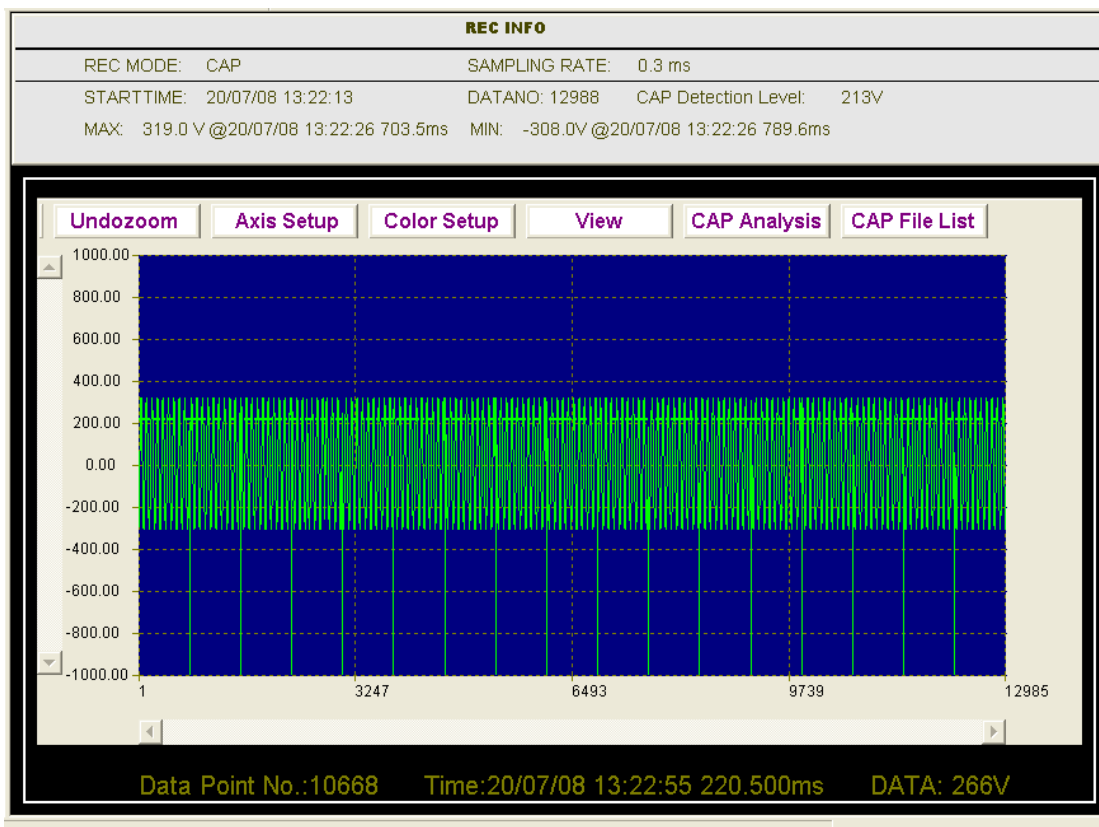 REC INFO
REC MODE: CAP SAMPLING RATE: 0.3 ms
STARTTIME: 20/07/08 13:22:13 DATANO: 12988 CAP Detection Level: 213V
MAX: 319.0 V @20/07/08 13:22:26 703.5ms MIN: -308.0V @20/07/08 13:22:26 789.6ms
Undozoom Axis Setup Color Setup View CAP Analysis CAP File List
1000.00
800.00
600.00
400.00
200.00
0.00
-200.00
-400.00
-600.00
-800.00
-1000.00
1 3247 6493 9739 12985
Data Point No.:10668 Time:20/07/08 13:22:55 220.500ms DATA: 266V